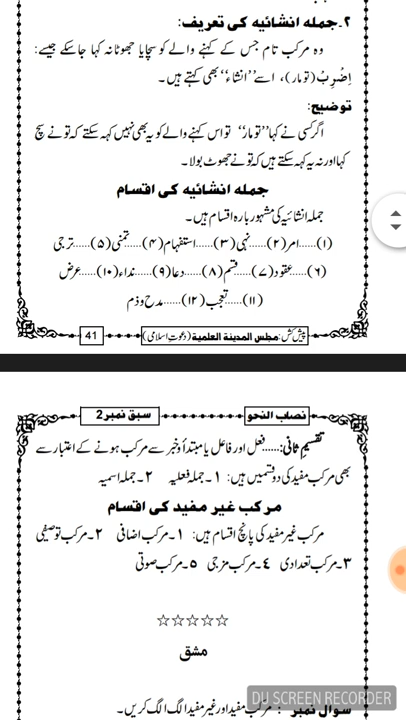 ۲۔جملہ انشائیہ کی تعریف:
وہ مرکب تام جس کے کہنے والے کو سچا یا جھوٹا نہ کہا جاسکے جیسے:
اِضْرِبْ (تو مار)، اسے ’’انشاء‘‘ بھی کہتے ہیں۔
توضیح:
اگر کسی نے کہا ’’تو مار‘‘ تو اس کہنے والے کو یہ بھی نہیں کہہ سکتے کہ تو نے سچ
کہا اور نہ یہ کہہ سکتے ہیں کہ تو نے جھوٹ بولا۔
جملہ انشائیہ کی اقسام
جملہ انشائیہ کی مشہور بارہ اقسام ہیں۔
(۱)....امر (۲)....نہی (۳)....استفہام (۴)....تمنی (۵)....ترجی
(۶)....عقود (۷)....قسم (۸)....دعا (۹)....نداء (۱۰)....عرض
(۱۱)....تعجب (۱۲)....مدح وذم
پیش کش: مجلس المدینۃ العلمیۃ (دعوتِ اسلامی) 41
نصاب النحو سبق نمبر 2
تقسیم ثانی:......فعل اور فاعل یا مبتدأ وخبر سے مرکب ہونے کے اعتبار سے
بھی مرکب مفید کی دو قسمیں ہیں: ۱۔جملہ فعلیہ ۲۔جملہ اسمیہ
مرکب غیر مفید کی اقسام
مرکب غیر مفید کی پانچ اقسام ہیں: ۱۔مرکب اضافی ۲۔مرکب توصیفی
۳۔مرکب تعدادی ۴۔مرکب مزجی ۵۔مرکب صوتی
☆☆☆☆☆
مشق
سوال نمبر : مرکب مفید اور غیر مفید الگ الگ کریں۔
DU SCREEN RECORDER